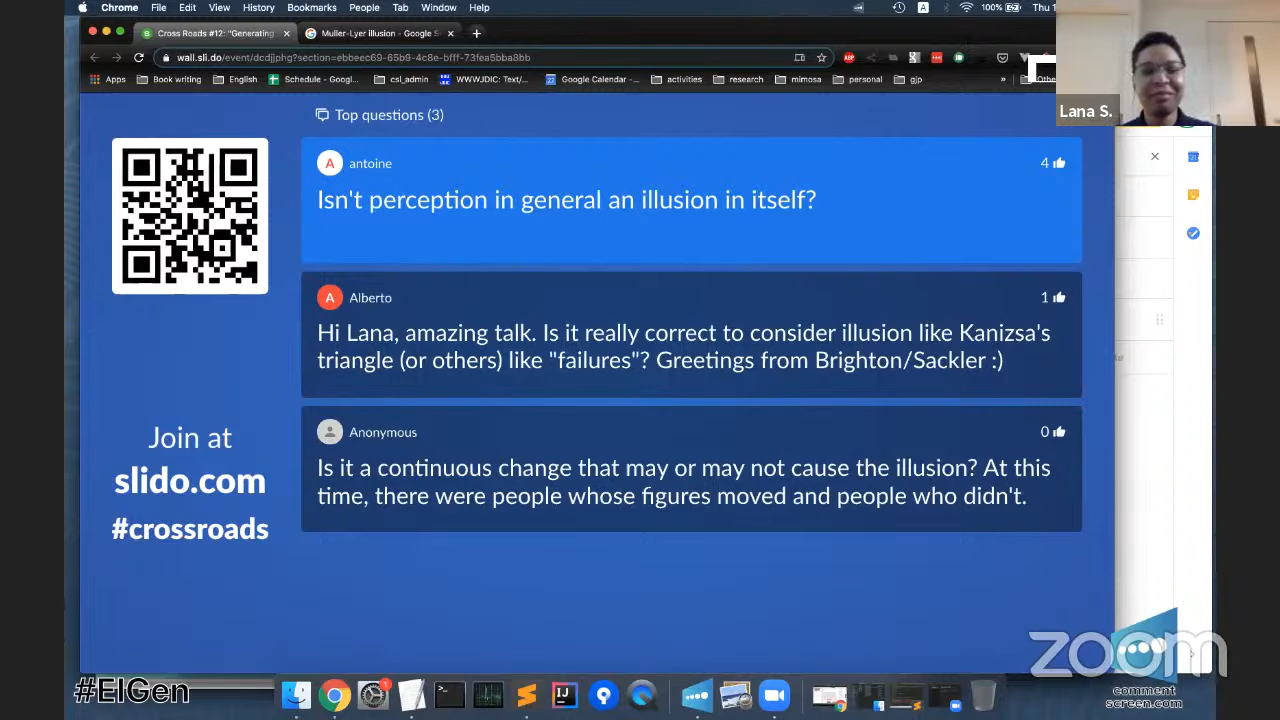 Chrome File Edit View History Bookmarks People Tab Window Help
100% Thu 1
Cross Roads #12: "Generating
Muller-Lyer illusion - Google S
wall.sli.do/event/dcdjjphg?section=ebbeec69-65b9-4c8e-bfff-73fea5bba8bb
Apps Book writing English Schedule - Googl... csl_admin WWWJDIC: Text/... Google Calendar -... activities research mimosa personal gjp »
Lana S.
Top questions (3)
A antoine 4
Isn't perception in general an illusion in itself?
A Alberto 1
Hi Lana, amazing talk. Is it really correct to consider illusion like Kanizsa's
triangle (or others) like "failures"? Greetings from Brighton/Sackler :)
Anonymous 0
Is it a continuous change that may or may not cause the illusion? At this
time, there were people whose figures moved and people who didn't.
Join at
slido.com
#crossroads
zoom
#EIGen
comment
screen.com